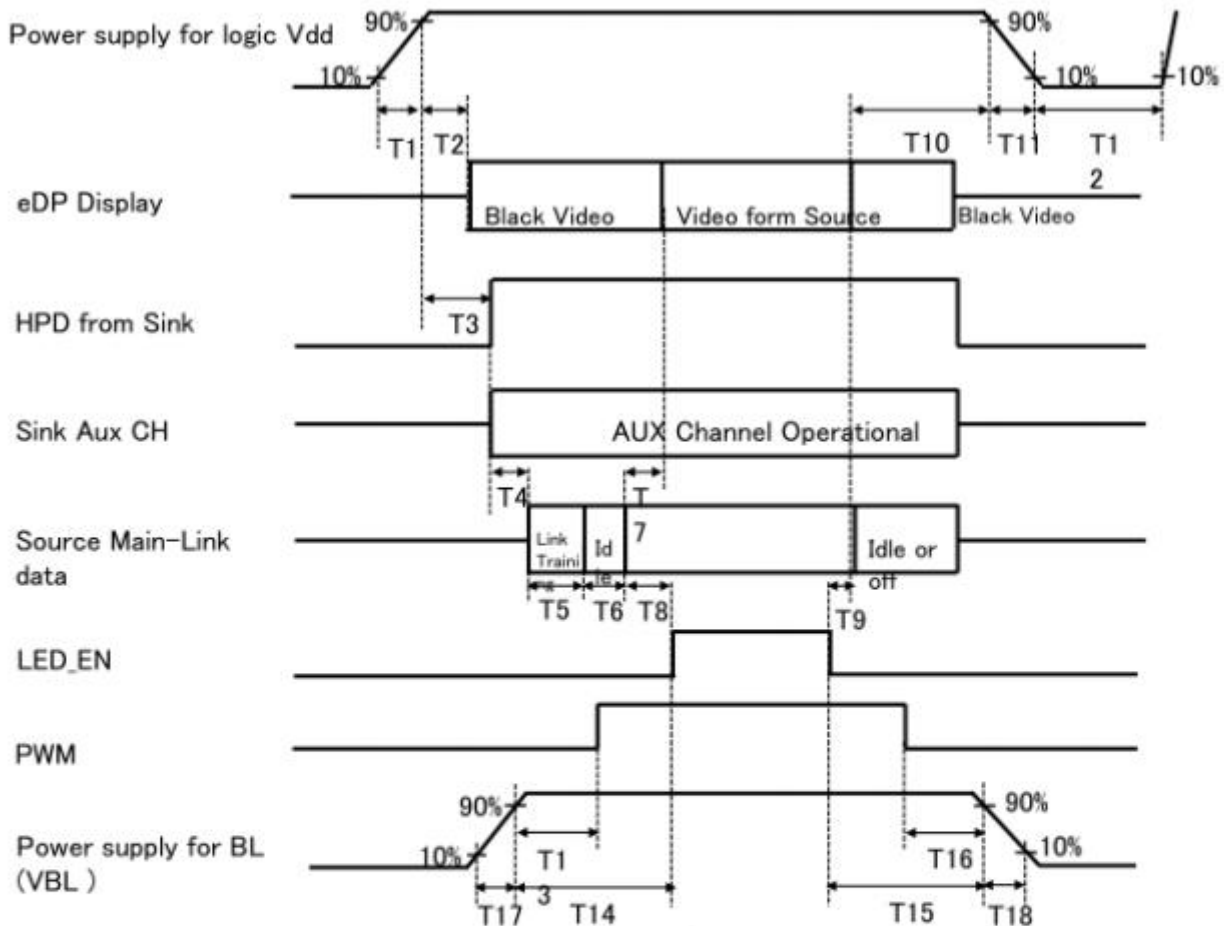 90%
90%
Power supply for logic Vdd
10%
10%
10%
T1
T2
T10
T11
T1
2
eDP Display
Black Video
Video form Source
Black Video
HPD from Sink
T3
Sink Aux CH
AUX Channel Operational
T4
T
7
Source Main-Link
data
Link
Traini
ng
Id
le
Idle or
off
T5
T6
T8
T9
LED_EN
PWM
90%
90%
Power supply for BL
(VBL )
10%
10%
T1
3
T16
T17
T14
T15
T18